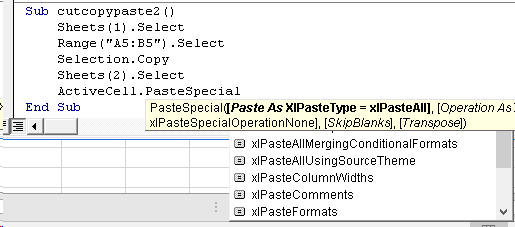 Sub cutcopypaste2()
Sheets(1).Select
Range("A5:B5").Select
Selection.Copy
Sheets(2).Select
ActiveCell.PasteSpecial
End Sub
PasteSpecial([Paste As XlPasteType = xlPasteAll], [Operation As
xlPasteSpecialOperationNone], [SkipBlanks], [Transpose])
xlPasteAllMergingConditionalFormats
xlPasteAllUsingSourceTheme
xlPasteColumnWidths
xlPasteComments
xlPasteFormats